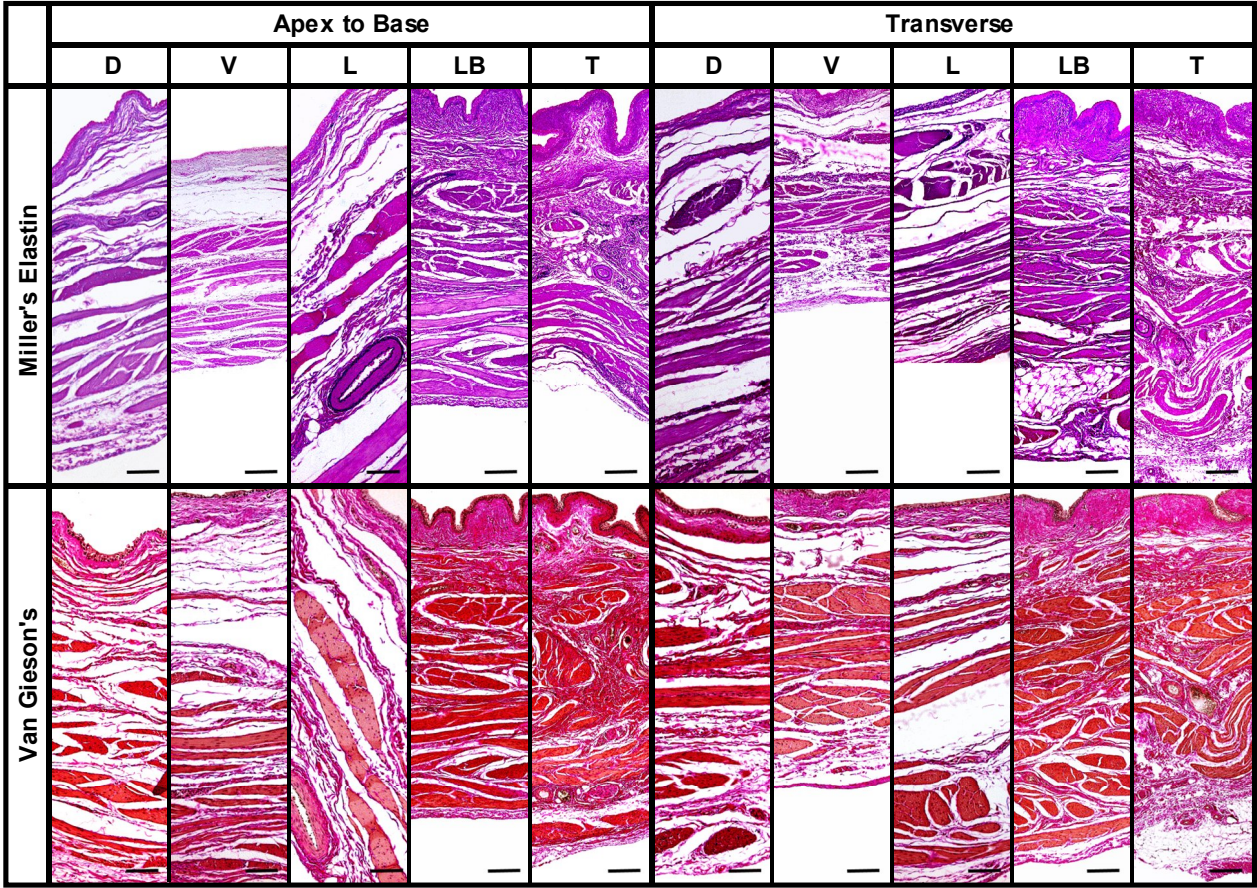 Apex to Base Transverse
D V L LB T D V L LB T
Miller's Elastin
Van Gieson's